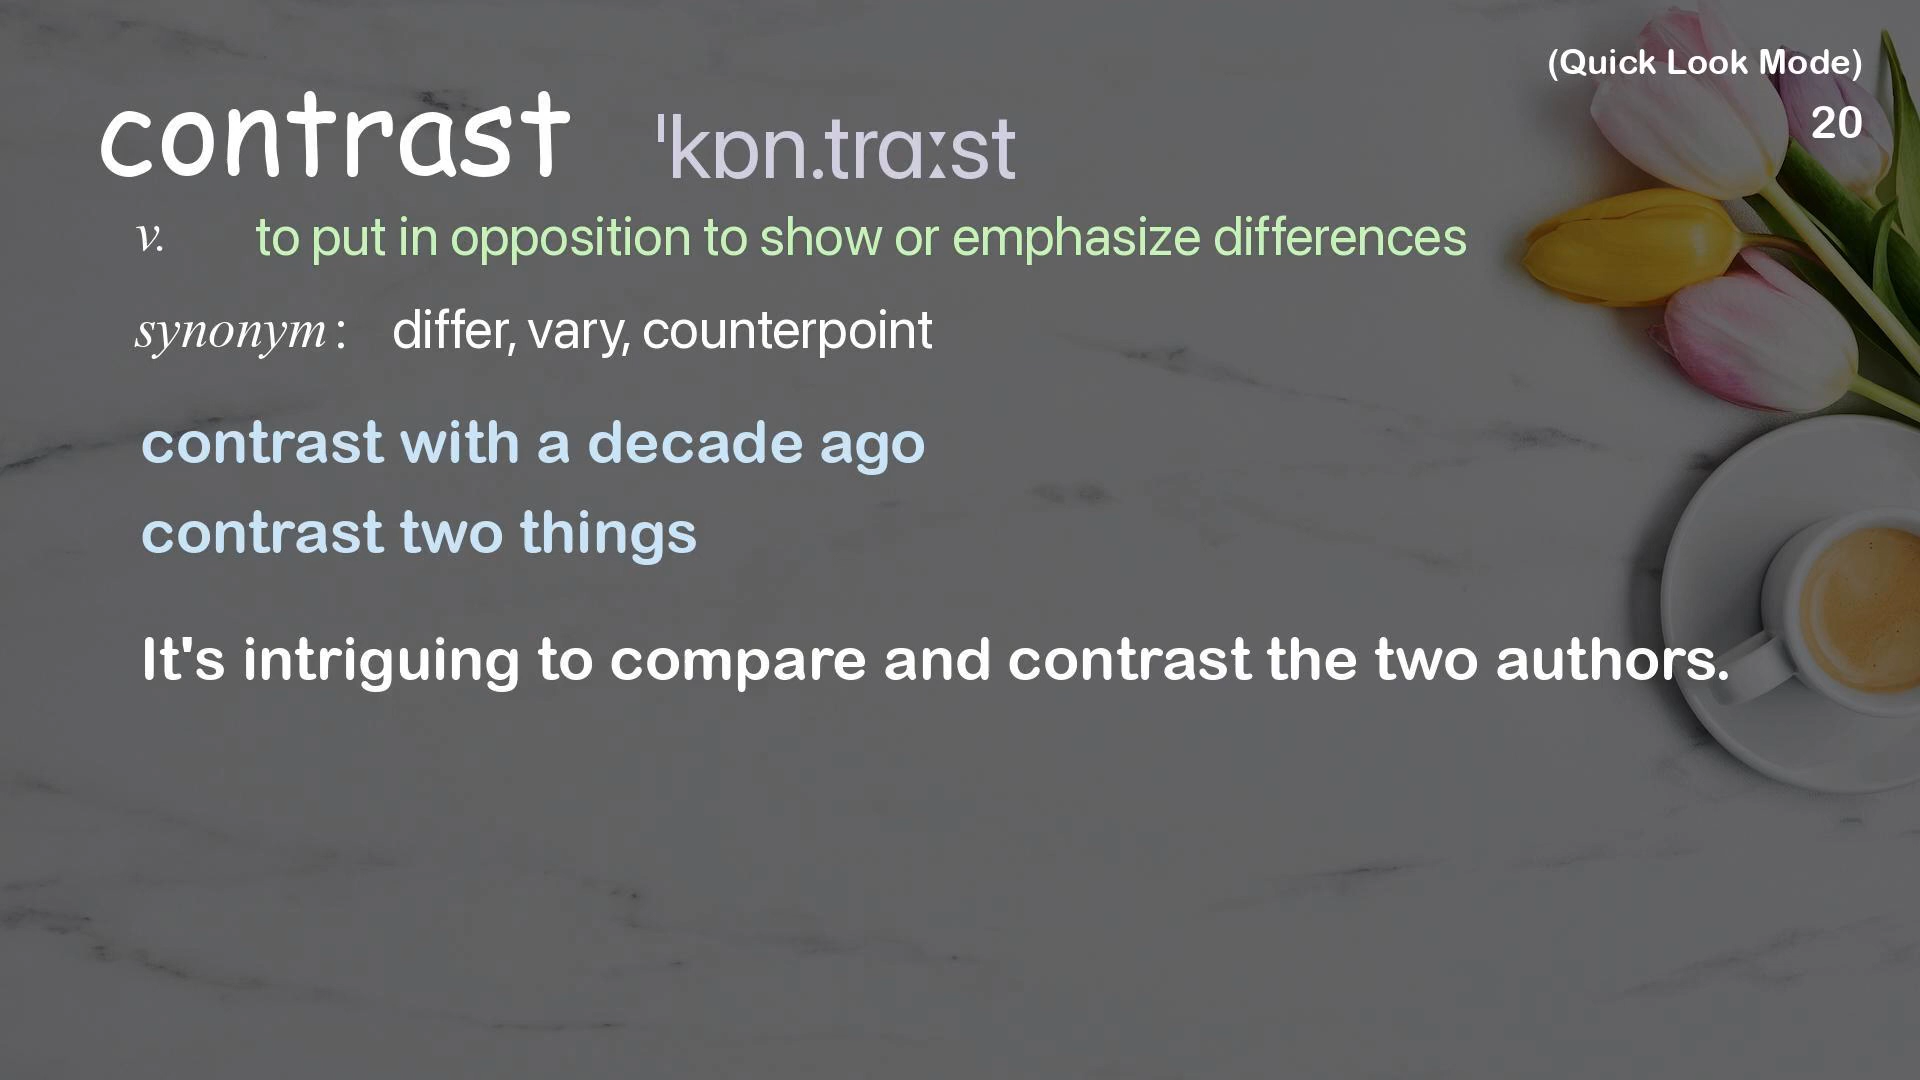 (Quick Look Mode)
20
contrast ˈkɒn.trɑːst
v. to put in opposition to show or emphasize differences
synonym: differ, vary, counterpoint
contrast with a decade ago
contrast two things
It's intriguing to compare and contrast the two authors.